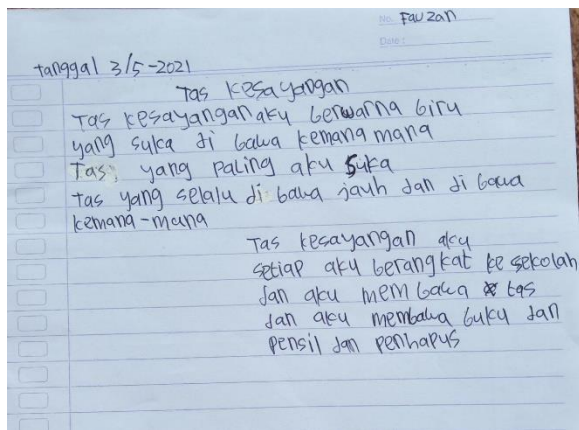 No. Fauzan
Date :
tanggal 3/5-2021
Tas kesayangan
Tas kesayangan aku berwarna biru
yang suka di bawa kemana mana
Tas, yang paling aku suka
tas yang selalu di bawa jauh dan di bawa
kemana-mana
Tas kesayangan aku
setiap aku berangkat ke sekolah
dan aku membawa tas
dan aku membawa buku dan
pensil dan penhapus